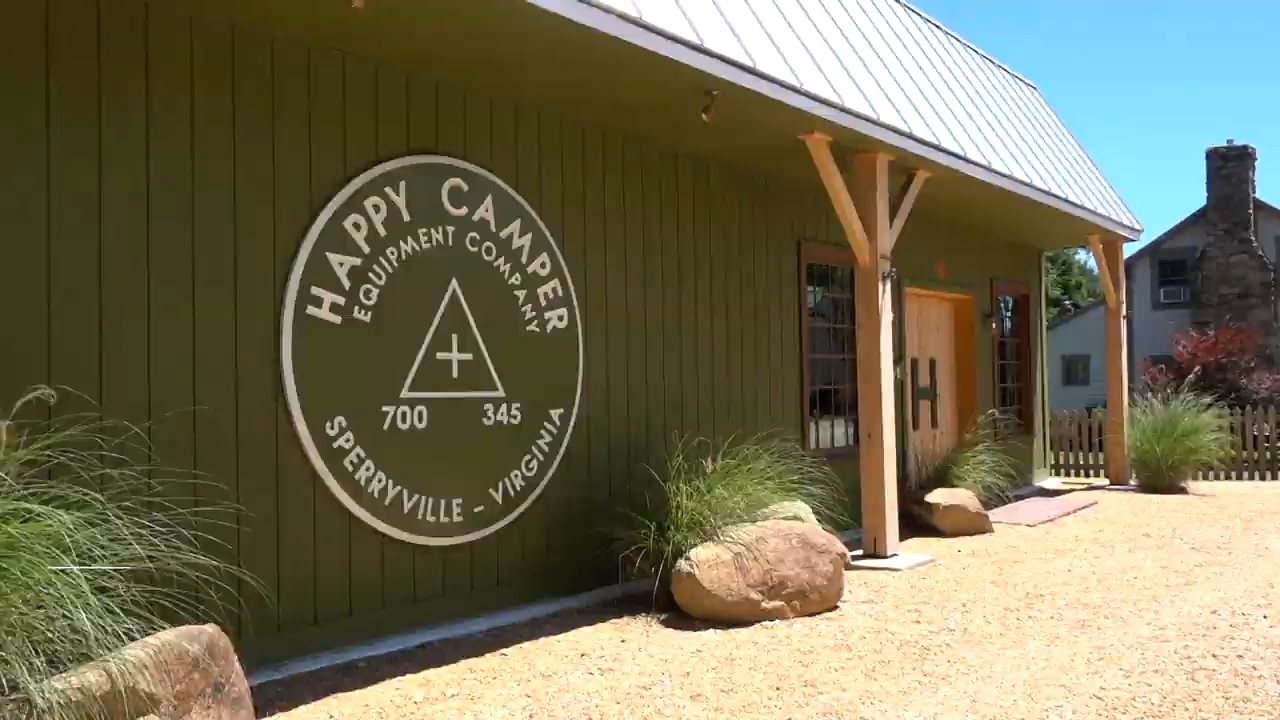 HAPPY CAMPER
EQUIPMENT COMPANY
700 345
SPERRYVILLE - VIRGINIA
H